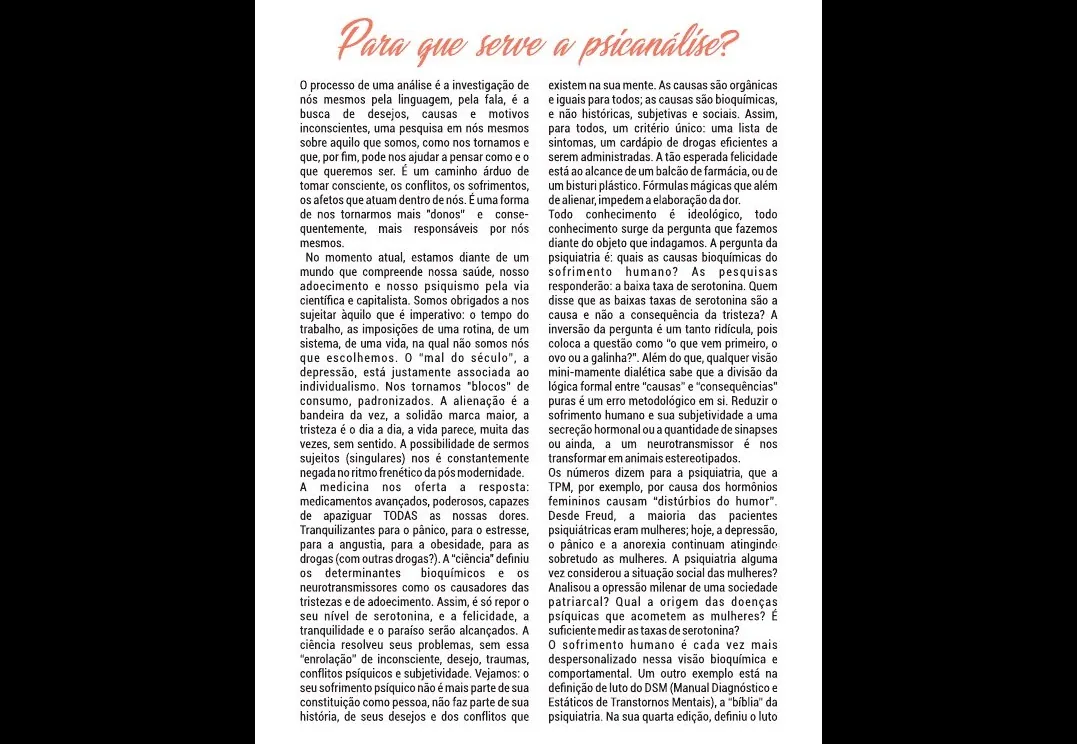 Para que serve a psicanálise?
O processo de uma análise é a investigação de
nós mesmos pela linguagem, pela fala, é a
busca de desejos, causas e motivos
inconscientes, uma pesquisa em nós mesmos
sobre aquilo que somos, como nos tornamos e
que, por fim, pode nos ajudar a pensar como e o
que queremos ser. É um caminho árduo de
tomar consciente, os conflitos, os sofrimentos,
os afetos que atuam dentro de nós. É uma forma
de nos tornarmos mais "donos" e conse-
quentemente, mais responsáveis por nós
mesmos.
No momento atual, estamos diante de um
mundo que compreende nossa saúde, nosso
adoecimento e nosso psiquismo pela via
científica e capitalista. Somos obrigados a nos
sujeitar àquilo que é imperativo: o tempo do
trabalho, as imposições de uma rotina, de um
sistema, de uma vida, na qual não somos nós
que escolhemos. O "mal do século", a
depressão, está justamente associada ao
individualismo. Nos tornamos "blocos" de
consumo, padronizados. A alienação é a
bandeira da vez, a solidão marca maior, a
tristeza é o dia a dia, a vida parece, muita das
vezes, sem sentido. A possibilidade de sermos
sujeitos (singulares) nos é constantemente
negada no ritmo frenético da pós modernidade.
A medicina nos oferta a resposta:
medicamentos avançados, poderosos, capazes
de apaziguar TODAS as nossas dores.
Tranquilizantes para o pânico, para o estresse,
para a angustia, para a obesidade, para as
drogas (com outras drogas?). A "ciência" definiu
os determinantes bioquímicos e os
neurotransmissores como os causadores das
tristezas e de adoecimento. Assim, é só repor o
seu nível de serotonina, e a felicidade, a
tranquilidade e o paraíso serão alcançados. A
ciência resolveu seus problemas, sem essa
"enrolação" de inconsciente, desejo, traumas,
conflitos psíquicos e subjetividade. Vejamos: o
seu sofrimento psíquico não é mais parte de sua
constituição como pessoa, não faz parte de sua
história, de seus desejos e dos conflitos que
existem na sua mente. As causas são orgânicas
e iguais para todos; as causas são bioquímicas,
e não históricas, subjetivas e sociais. Assim,
para todos, um critério único: uma lista de
sintomas, um cardápio de drogas eficientes a
serem administradas. A tão esperada felicidade
está ao alcance de um balcão de farmácia, ou de
um bisturi plástico. Fórmulas mágicas que além
de alienar, impedem a elaboração da dor.
Todo conhecimento é ideológico, todo
conhecimento surge da pergunta que fazemos
diante do objeto que indagamos. A pergunta da
psiquiatria é: quais as causas bioquímicas do
sofrimento humano? As pesquisas
responderão: a baixa taxa de serotonina. Quem
disse que as baixas taxas de serotonina são a
causa e não a consequência da tristeza? A
inversão da pergunta é um tanto ridícula, pois
coloca a questão como "o que vem primeiro, o
ovo ou a galinha?". Além do que, qualquer visão
mini-mamente dialética sabe que a divisão da
lógica formal entre "causas" e "consequências"
puras é um erro metodológico em si. Reduzir o
sofrimento humano e sua subjetividade a uma
secreção hormonal ou a quantidade de sinapses
ou ainda, a um neurotransmissor é nos
transformar em animais estereotipados.
Os números dizem para a psiquiatria, que a
TPM, por exemplo, por causa dos hormônios
femininos causam "distúrbios do humor".
Desde Freud, a maioria das pacientes
psiquiátricas eram mulheres; hoje, a depressão,
o pânico e a anorexia continuam atingindo
sobretudo as mulheres. A psiquiatria alguma
vez considerou a situação social das mulheres?
Analisou a opressão milenar de uma sociedade
patriarcal? Qual a origem das doenças
psíquicas que acometem as mulheres? É
suficiente medir as taxas de serotonina?
O sofrimento humano é cada vez mais
despersonalizado nessa visão bioquímica e
comportamental. Um outro exemplo está na
definição de luto do DSM (Manual Diagnóstico e
Estáticos de Transtornos Mentais), a "bíblia" da
psiquiatria. Na sua quarta edição, definiu o luto